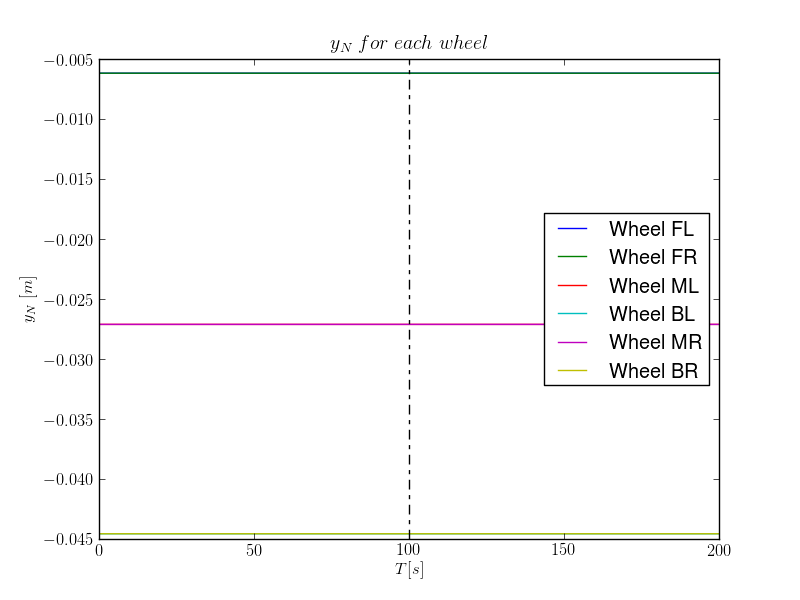 y_N for each wheel
−0.005
−0.010
−0.015
−0.020
−0.025
−0.030
−0.035
−0.040
−0.045
y_N [m]
Wheel FL
Wheel FR
Wheel ML
Wheel BL
Wheel MR
Wheel BR
0 50 100 150 200
T[s]